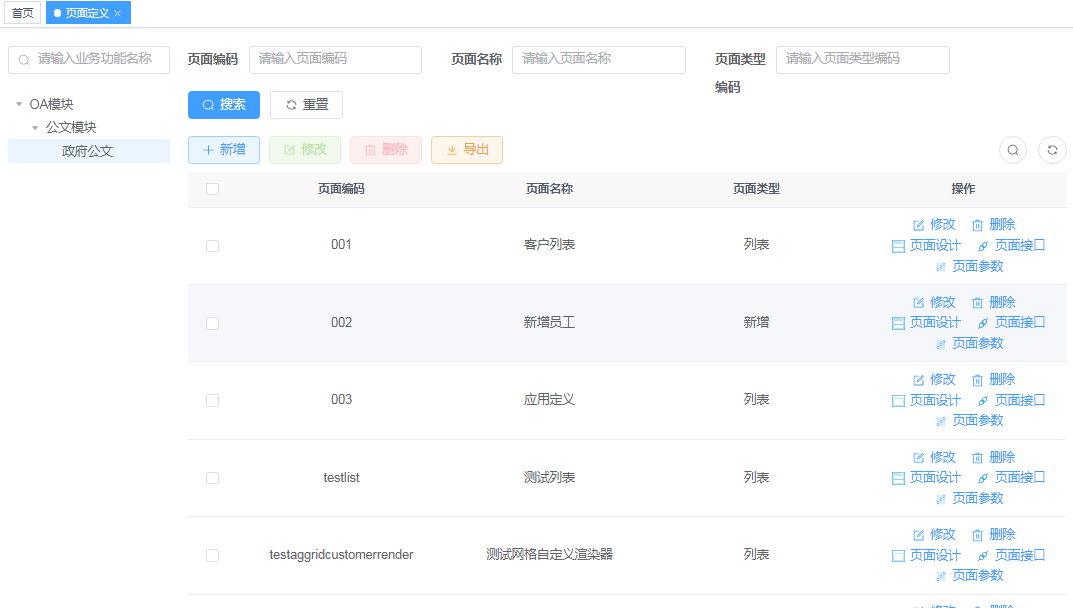 首页
页面定义
请输入业务功能名称
OA模块
公文模块
政府公文
页面编码 请输入页面编码 页面名称 请输入页面名称 页面类型编码 请输入页面类型编码
搜索 重置
新增 修改 删除 导出
页面编码 页面名称 页面类型 操作
001 客户列表 列表 修改 删除
页面设计 页面接口
页面参数
002 新增员工 新增 修改 删除
页面设计 页面接口
页面参数
003 应用定义 列表 修改 删除
页面设计 页面接口
页面参数
testlist 测试列表 列表 修改 删除
页面设计 页面接口
页面参数
testaggridcustomerrender 测试网格自定义渲染器 列表 修改 删除
页面设计 页面接口
页面参数